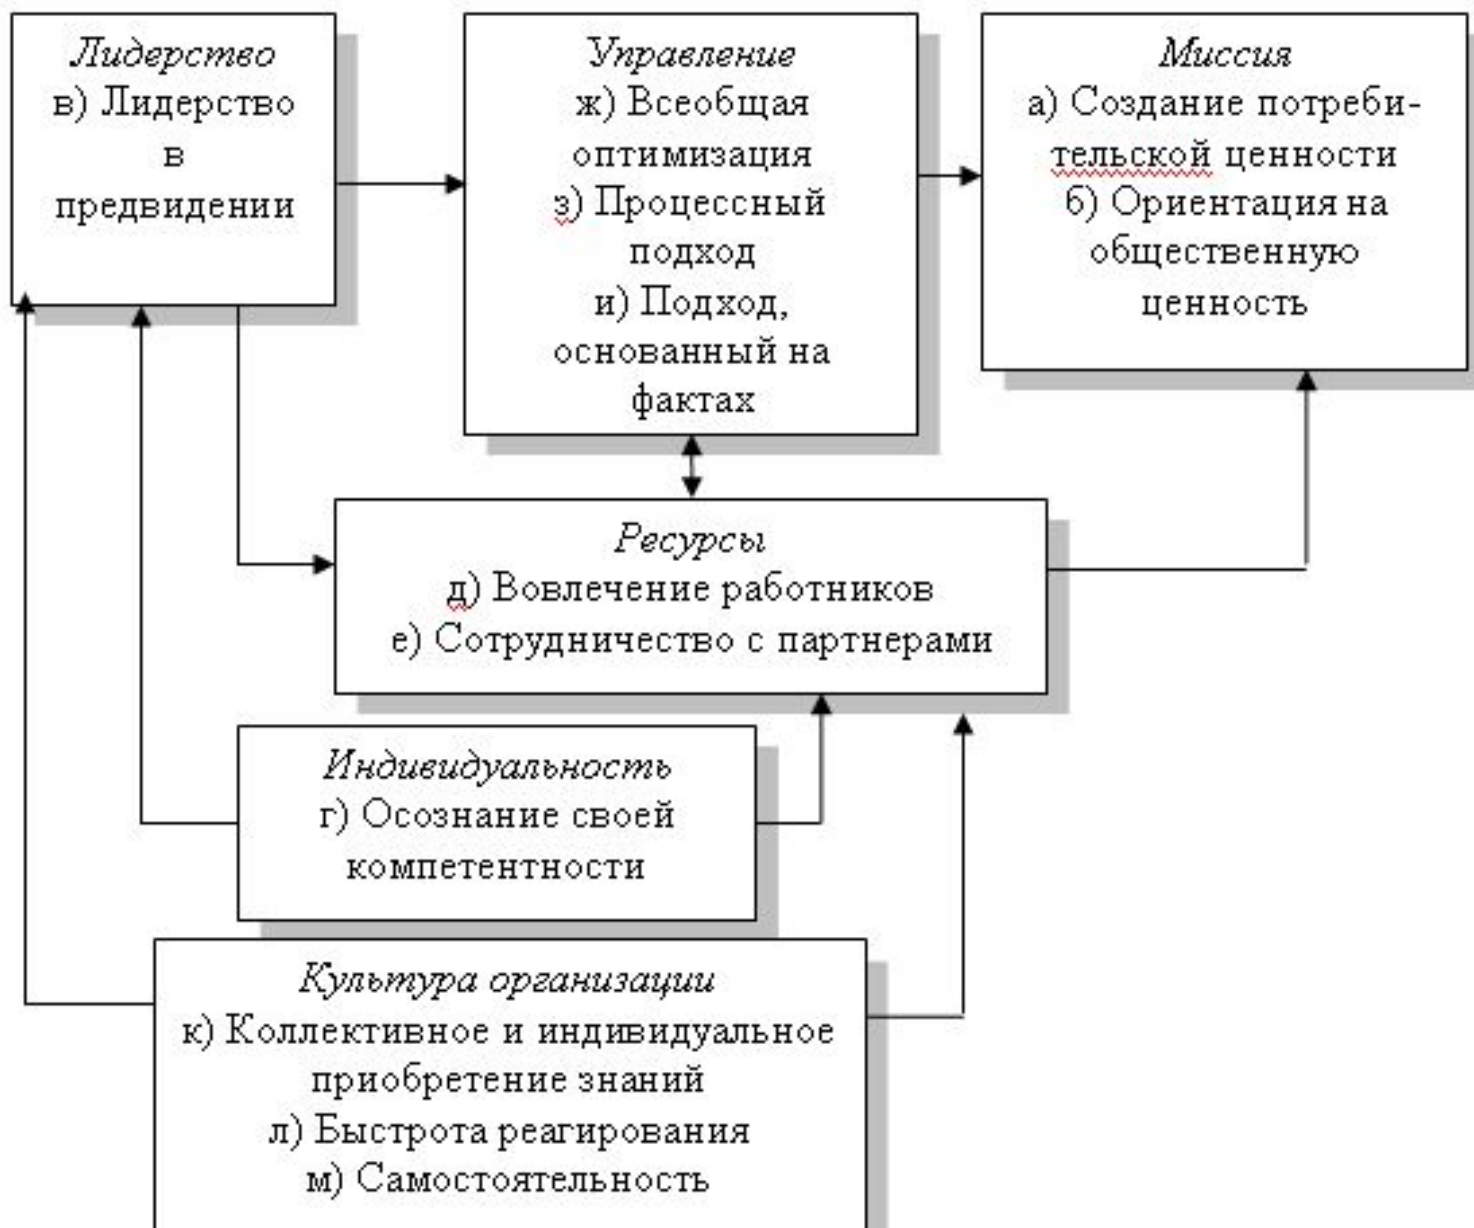 Лидерство
в) Лидерство
в
предвидении
Управление
ж) Всеобщая
оптимизация
з) Процессный
подход
и) Подход,
основанный на
фактах
Миссия
а) Создание потреби-
тельской ценности
б) Ориентация на
общественную
ценность
Ресурсы
д) Вовлечение работников
е) Сотрудничество с партнерами
Индивидуальность
г) Осознание своей
компетентности
Культура организации
к) Коллективное и индивидуальное
приобретение знаний
л) Быстрота реагирования
м) Самостоятельность